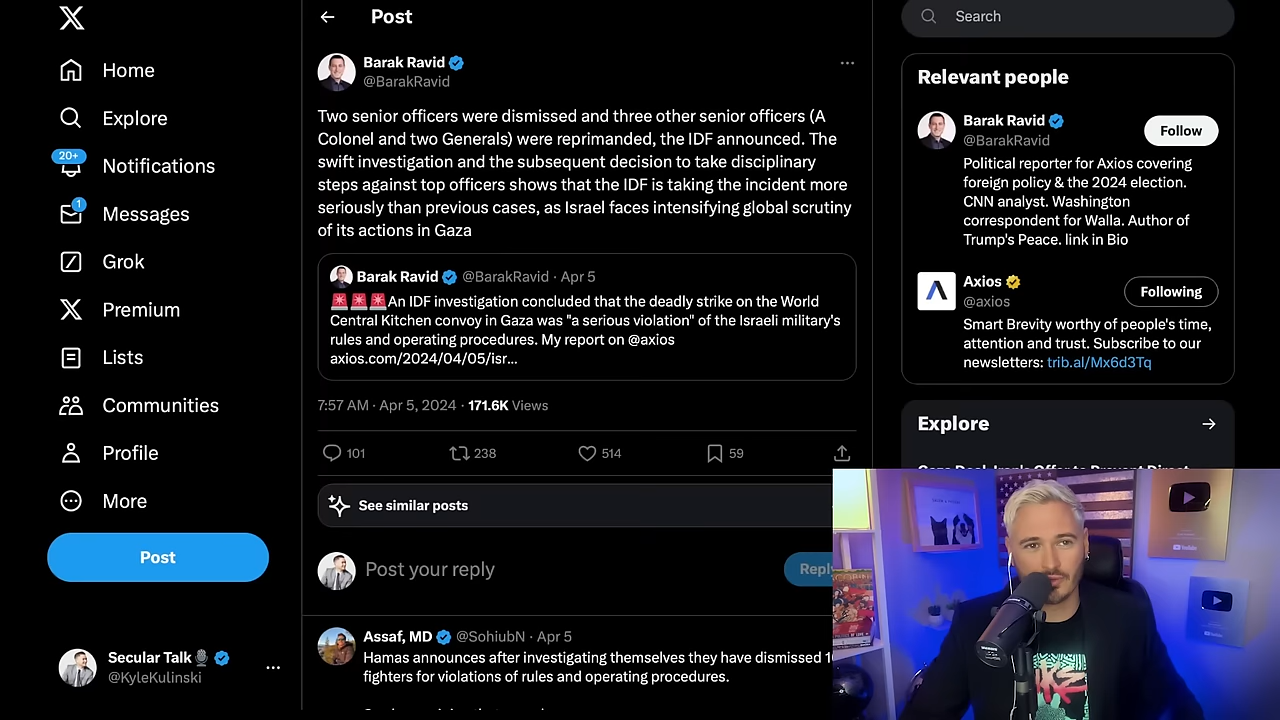 Post
Search
Home
Explore
20+
Notifications
1
Messages
Grok
Premium
Lists
Communities
Profile
More
Post
Secular Talk
@KyleKulinski
Barak Ravid
@BarakRavid
Two senior officers were dismissed and three other senior officers (A
Colonel and two Generals) were reprimanded, the IDF announced. The
swift investigation and the subsequent decision to take disciplinary
steps against top officers shows that the IDF is taking the incident more
seriously than previous cases, as Israel faces intensifying global scrutiny
of its actions in Gaza
Barak Ravid @BarakRavid · Apr 5
🚨🚨🚨An IDF investigation concluded that the deadly strike on the World
Central Kitchen convoy in Gaza was "a serious violation" of the Israeli military's
rules and operating procedures. My report on @axios
axios.com/2024/04/05/isr...
7:57 AM · Apr 5, 2024 · 171.6K Views
101 238 514 59
See similar posts
Post your reply
Reply
Assaf, MD @SohiubN · Apr 5
Hamas announces after investigating themselves they have dismissed
fighters for violations of rules and operating procedures.
Relevant people
Barak Ravid
@BarakRavid
Follow
Political reporter for Axios covering
foreign policy & the 2024 election.
CNN analyst. Washington
correspondent for Walla. Author of
Trump's Peace. link in Bio
Axios
@axios
Following
Smart Brevity worthy of people's time,
attention and trust. Subscribe to our
newsletters: trib.al/Mx6d3Tq
Explore
YouTube
YouTube